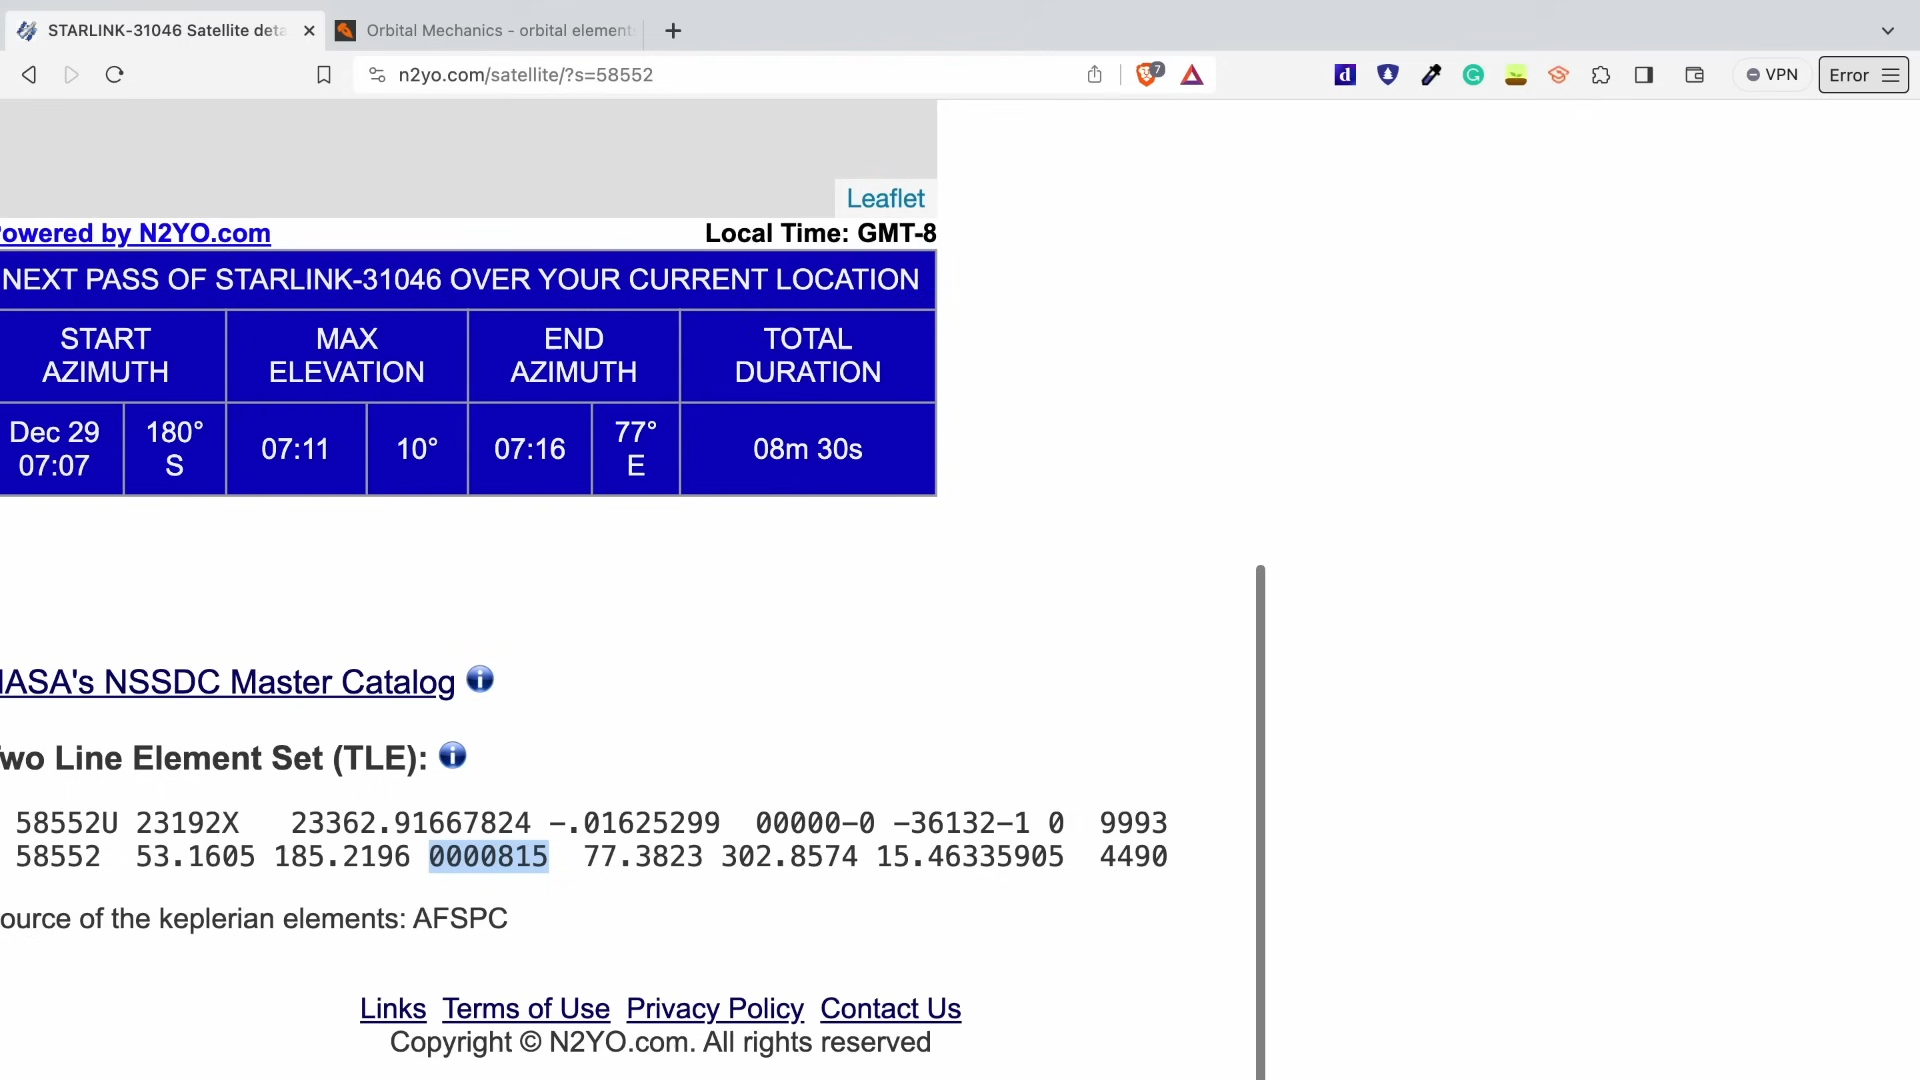 STARLINK-31046 Satellite deta
Orbital Mechanics - orbital element
n2yo.com/satellite/?s=58552
7
d
G
VPN
Error
Leaflet
owered by N2YO.com
Local Time: GMT-8
NEXT PASS OF STARLINK-31046 OVER YOUR CURRENT LOCATION
START AZIMUTH
MAX ELEVATION
END AZIMUTH
TOTAL DURATION
Dec 29 07:07
180° S
07:11
10°
07:16
77° E
08m 30s
ASA's NSSDC Master Catalog
i
wo Line Element Set (TLE):
i
58552U 23192X 23362.91667824 -.01625299 00000-0 -36132-1 0 9993
58552 53.1605 185.2196 0000815 77.3823 302.8574 15.46335905 4490
ource of the keplerian elements: AFSPC
Links Terms of Use Privacy Policy Contact Us
Copyright © N2YO.com. All rights reserved